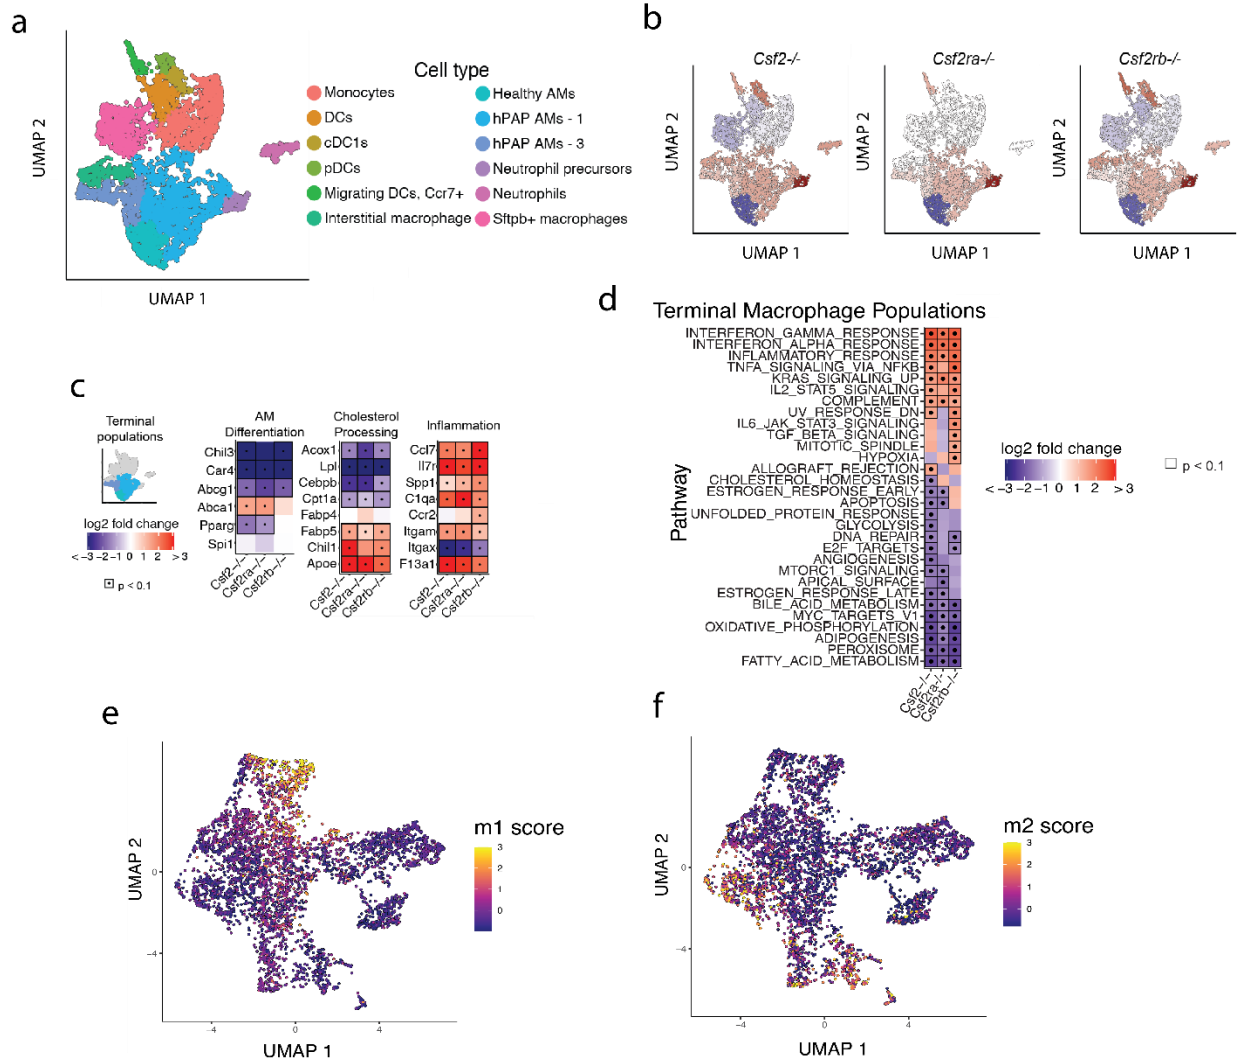 a
UMAP 2
UMAP 1
Cell type
Monocytes
DCs
cDC1s
pDCs
Migrating DCs, Ccr7+
Interstitial macrophage
Healthy AMs
hPAP AMs - 1
hPAP AMs - 3
Neutrophil precursors
Neutrophils
Sftpb+ macrophages
b
Csf2-/-
Csf2ra-/-
Csf2rb-/-
UMAP 2
UMAP 1
UMAP 1
UMAP 1
c
Terminal
populations
log2 fold change
<-3-2-1 0 1 2 >3
p < 0.1
AM
Differentiation
Chil3
Car4
Abcg1
Abca1
Pparg
Spi1
Csf2-/-
Csf2ra-/-
Csf2rb-/-
Cholesterol
Processing
Acox1
Lpl
Cebpb
Cpt1a
Fabp4
Fabp5
Chil1
Apoe
Csf2-/-
Csf2ra-/-
Csf2rb-/-
Inflammation
Ccl7
Il7r
Spp1
C1qa
Ccr2
Itgam
Itgax
F13a1
Csf2-/-
Csf2ra-/-
Csf2rb-/-
d
Terminal Macrophage Populations
Pathway
INTERFERON_GAMMA_RESPONSE
INTERFERON_ALPHA_RESPONSE
INFLAMMATORY_RESPONSE
TNFA_SIGNALING_VIA_NFKB
KRAS_SIGNALING_UP
IL2_STAT5_SIGNALING
COMPLEMENT
UV_RESPONSE_DN
IL6_JAK_STAT3_SIGNALING
TGF_BETA_SIGNALING
MITOTIC_SPINDLE
HYPOXIA
ALLOGRAFT_REJECTION
CHOLESTEROL_HOMEOSTASIS
ESTROGEN_RESPONSE_EARLY
APOPTOSIS
UNFOLDED_PROTEIN_RESPONSE
GLYCOLYSIS
DNA_REPAIR
E2F_TARGETS
ANGIOGENESIS
MTORC1_SIGNALING
APICAL_SURFACE
ESTROGEN_RESPONSE_LATE
BILE_ACID_METABOLISM
MYC_TARGETS_V1
OXIDATIVE_PHOSPHORYLATION
ADIPOGENESIS
PEROXISOME
FATTY_ACID_METABOLISM
Csf2-/-
Csf2ra-/-
Csf2rb-/-
log2 fold change
<-3-2-1 0 1 2 >3
p < 0.1
e
UMAP 2
0
-4
-4
0
4
UMAP 1
m1 score
3
2
1
0
f
UMAP 2
0
-4
-4
0
4
UMAP 1
m2 score
3
2
1
0